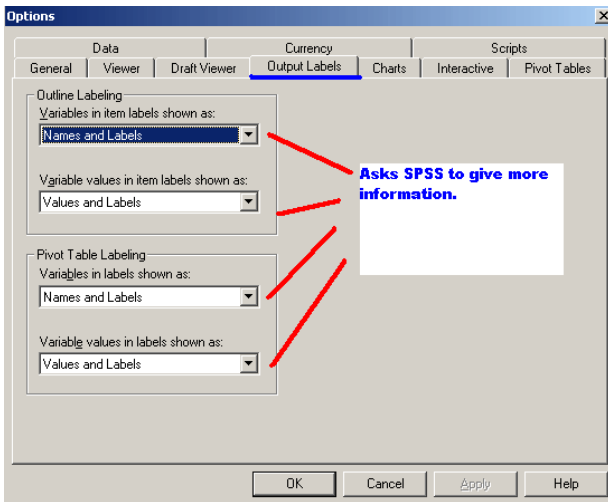 Options
Data Currency Scripts
General Viewer Draft Viewer Output Labels Charts Interactive Pivot Tables
Outline Labeling
Variables in item labels shown as:
Names and Labels
Variable values in item labels shown as:
Values and Labels
Pivot Table Labeling
Variables in labels shown as:
Names and Labels
Variable values in labels shown as:
Values and Labels
Asks SPSS to give more
information.
OK Cancel Apply Help